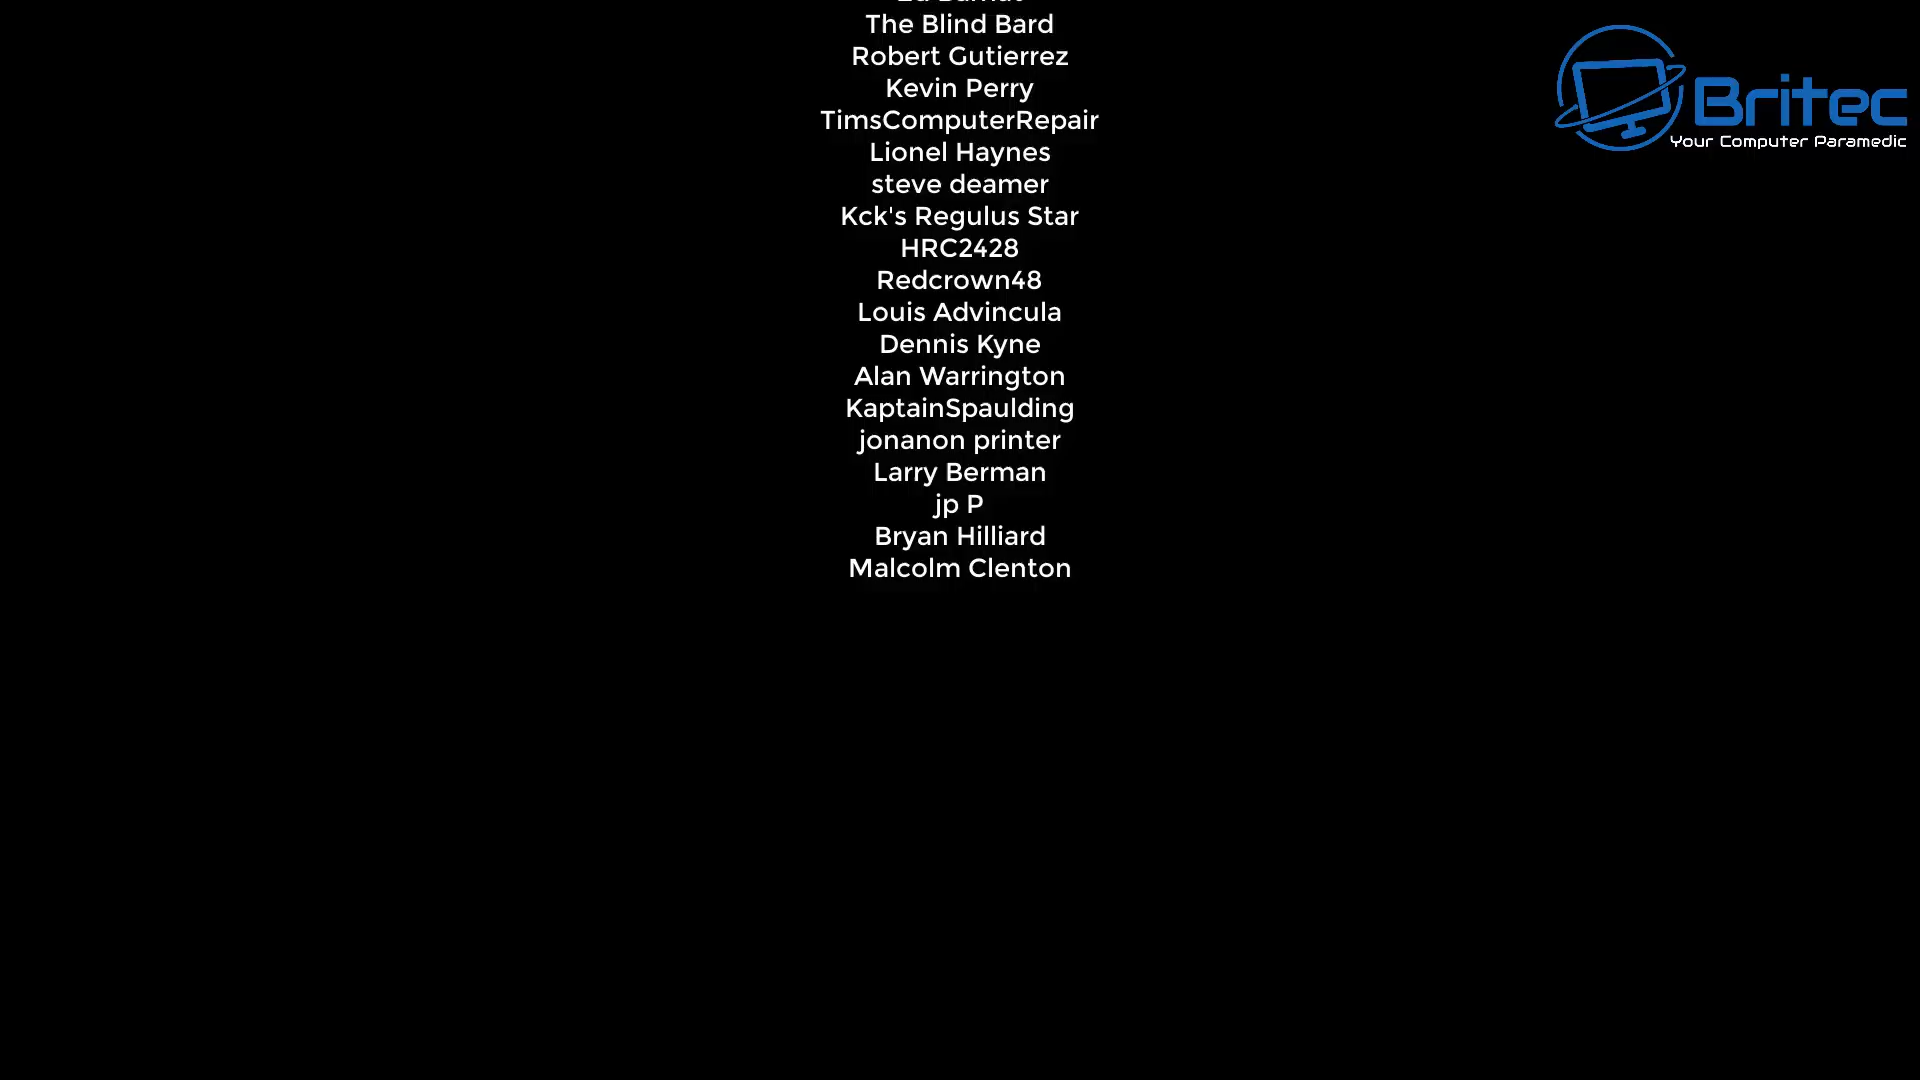 The Blind Bard
Robert Gutierrez
Kevin Perry
TimsComputerRepair
Lionel Haynes
steve deamer
Kck's Regulus Star
HRC2428
Redcrown48
Louis Advincula
Dennis Kyne
Alan Warrington
KaptainSpaulding
jonanon printer
Larry Berman
jp P
Bryan Hilliard
Malcolm Clenton
Britec
Your Computer Paramedic